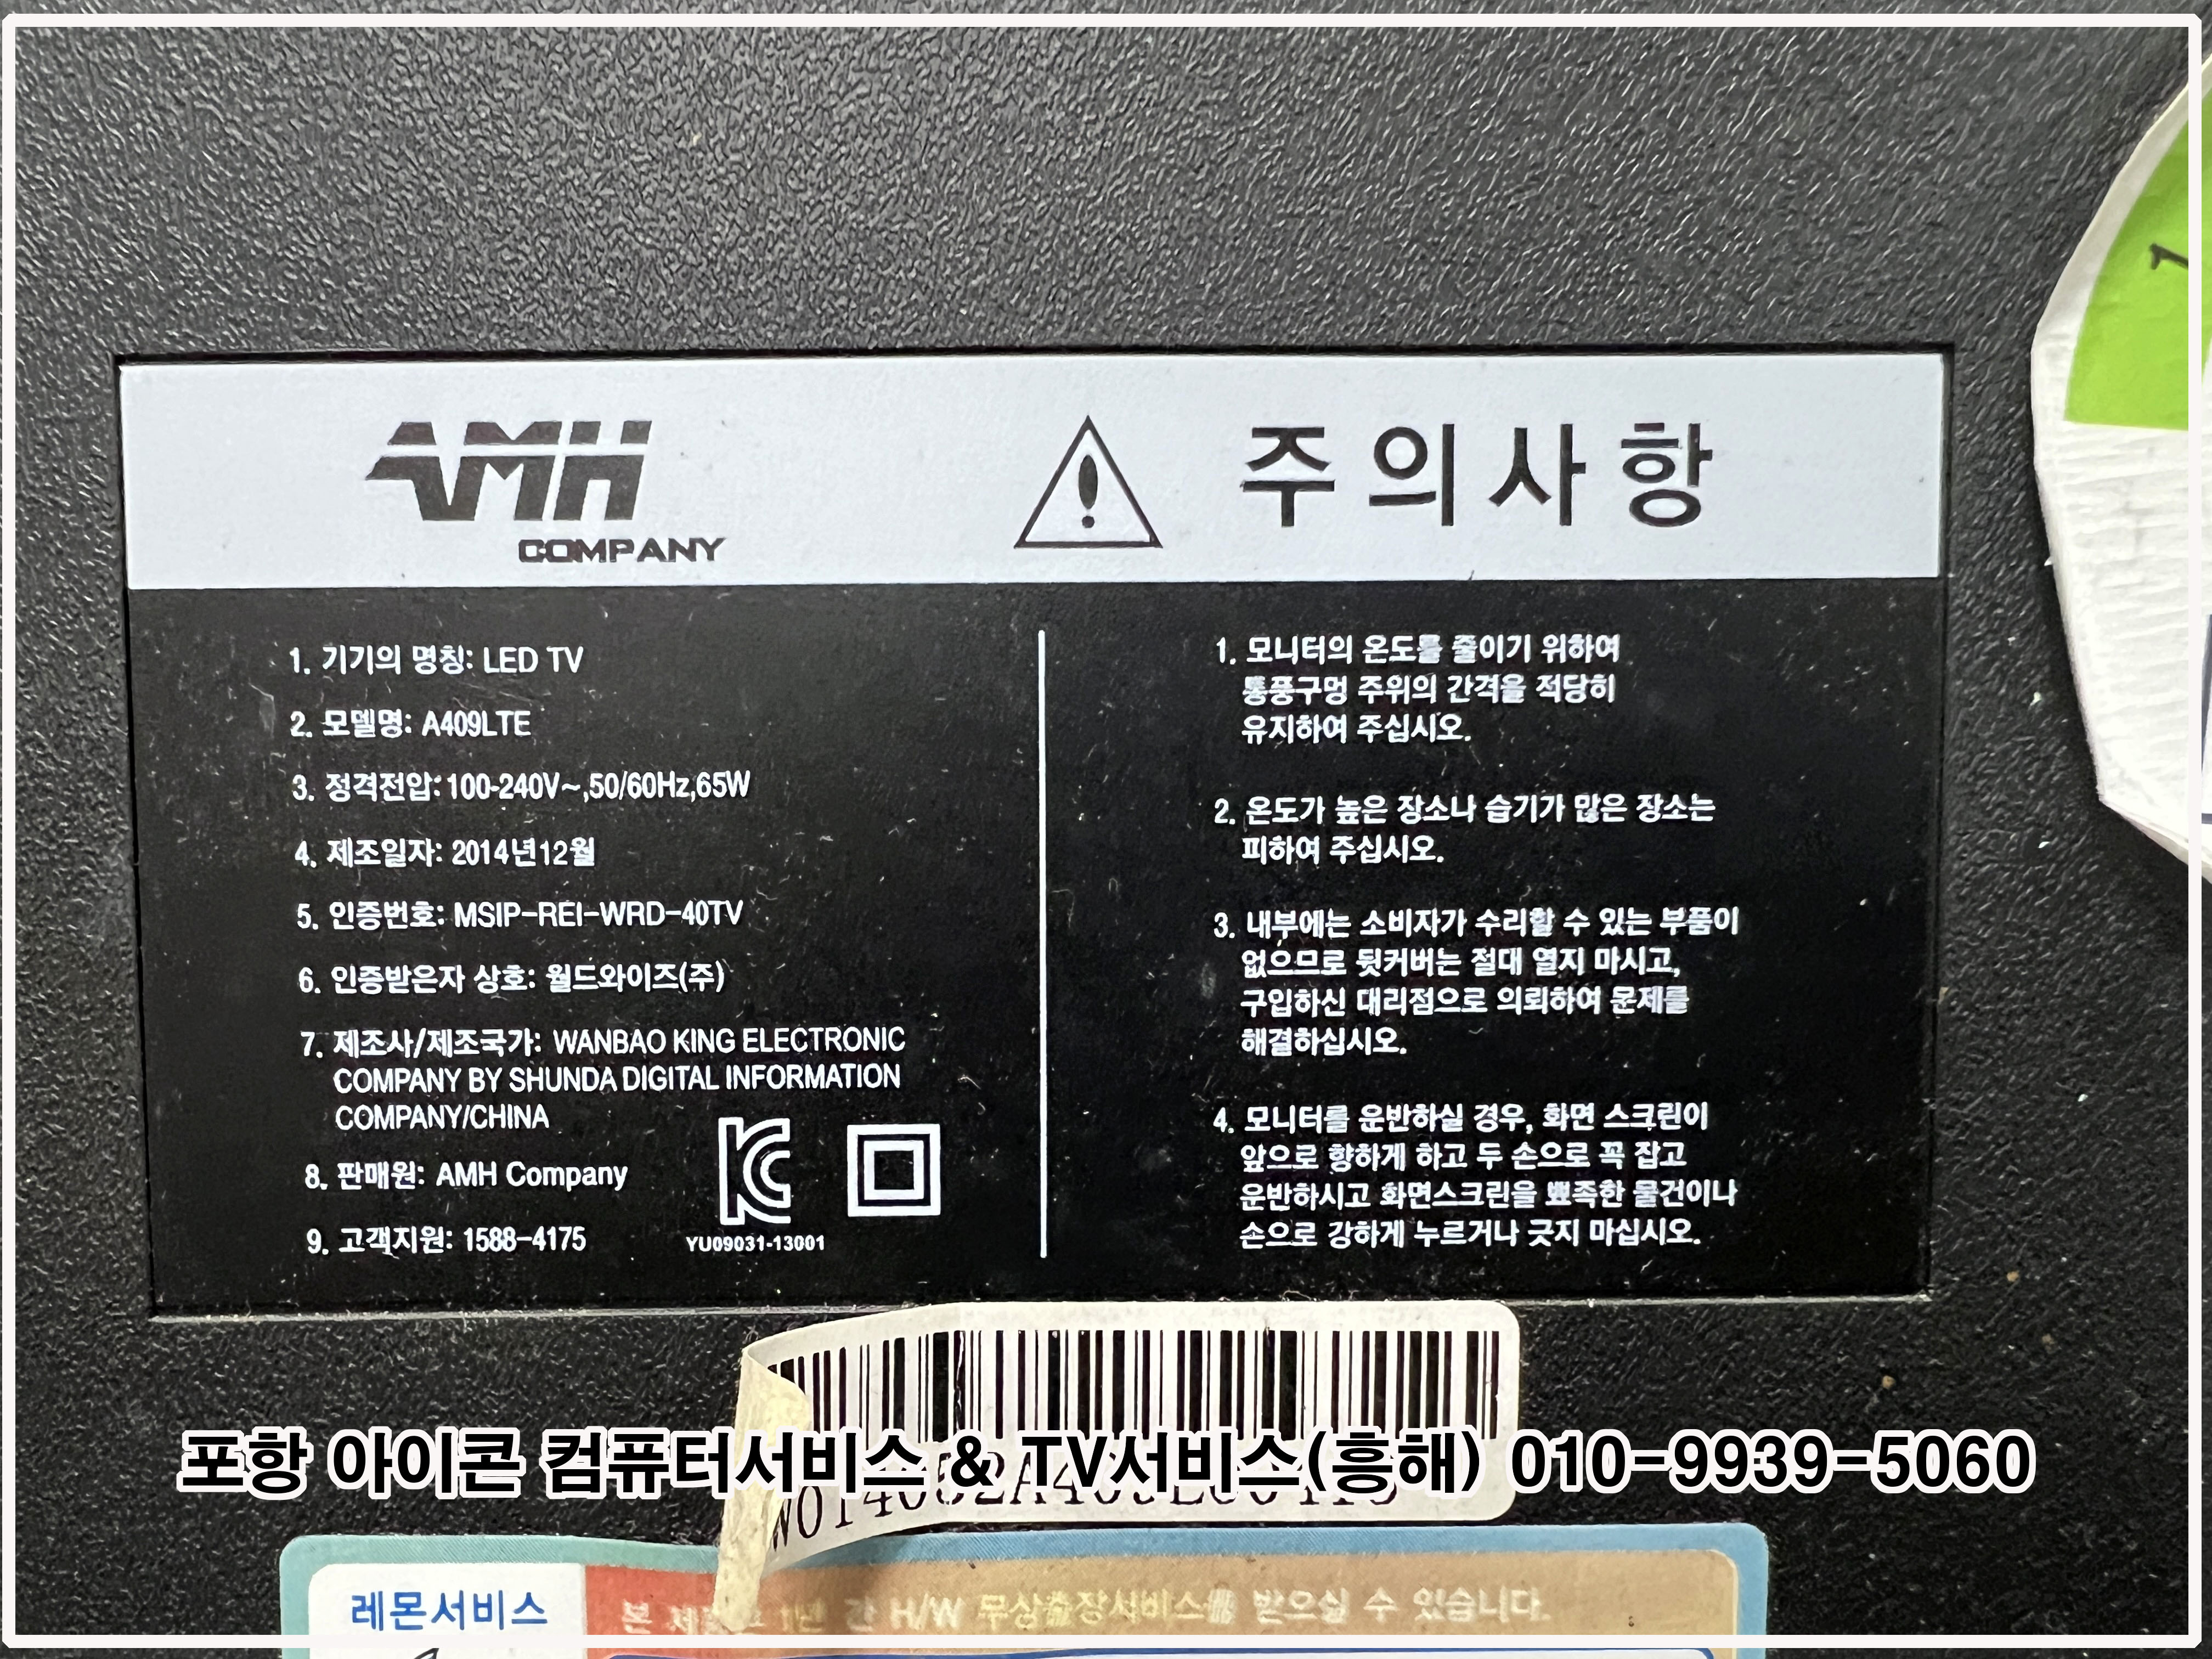 AMH
COMPANY
주의사항
1. 기기의 명칭: LED TV
2. 모델명: A409LTE
3. 정격전압: 100-240V~,50/60Hz,65W
4. 제조일자: 2014년12월
5. 인증번호: MSIP-REI-WRD-40TV
6. 인증받은자 상호: 월드와이즈(주)
7. 제조사/제조국가: WANBAO KING ELECTRONIC
COMPANY BY SHUNDA DIGITAL INFORMATION
COMPANY/CHINA
8. 판매원: AMH Company
9. 고객지원: 1588-4175
YU09031-13001
1. 모니터의 온도를 줄이기 위하여
통풍구멍 주위의 간격을 적당히
유지하여 주십시오.
2. 온도가 높은 장소나 습기가 많은 장소는
피하여 주십시오.
3. 내부에는 소비자가 수리할 수 있는 부품이
없으므로 뒷커버는 절대 열지 마시고,
구입하신 대리점으로 의뢰하여 문제를
해결하십시오.
4. 모니터를 운반하실 경우, 화면 스크린이
앞으로 향하게 하고 두 손으로 꼭 잡고
운반하시고 화면스크린을 뾰족한 물건이나
손으로 강하게 누르거나 긋지 마십시오.
포항 아이콘 컴퓨터서비스 & TV서비스(흥해) 010-9939-5060
레몬서비스
본 H/W 무상출장서비스를 받으실 수 있습니다.
1